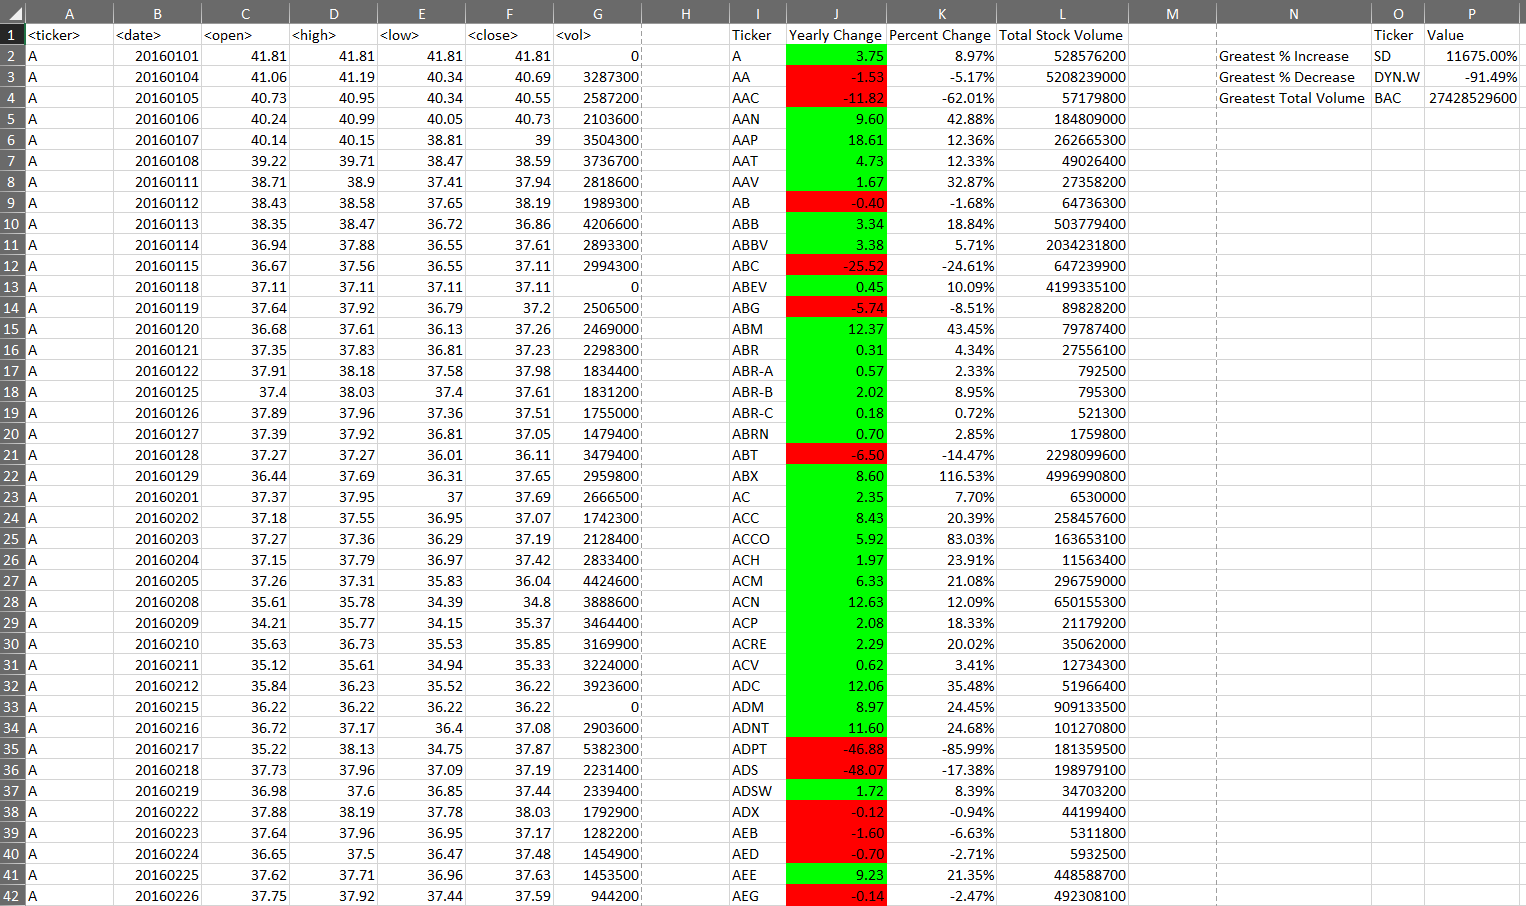 A B C D E F G H I J K L M N O P
1 <ticker> <date> <open> <high> <low> <close> <vol> Ticker Yearly Change Percent Change Total Stock Volume Ticker Value
2 A 20160101 41.81 41.81 41.81 41.81 0 A 3.75 8.97% 528576200 Greatest % Increase SD 11675.00%
3 A 20160104 41.06 41.19 40.34 40.69 3287300 AA -1.53 -5.17% 5208239000 Greatest % Decrease DYN.W -91.49%
4 A 20160105 40.73 40.95 40.34 40.55 2587200 AAC -11.82 -62.01% 57179800 Greatest Total Volume BAC 27428529600
5 A 20160106 40.24 40.99 40.05 40.73 2103600 AAN 9.60 42.88% 184809000
6 A 20160107 40.14 40.15 38.81 39 3504300 AAP 18.61 12.36% 262665300
7 A 20160108 39.22 39.71 38.47 38.59 3736700 AAT 4.73 12.33% 49026400
8 A 20160111 38.71 38.9 37.41 37.94 2818600 AAV 1.67 32.87% 27358200
9 A 20160112 38.43 38.58 37.65 38.19 1989300 AB -0.40 -1.68% 64736300
10 A 20160113 38.35 38.47 36.72 36.86 4206600 ABB 3.34 18.84% 503779400
11 A 20160114 36.94 37.88 36.55 37.61 2893300 ABBV 3.38 5.71% 2034231800
12 A 20160115 36.67 37.56 36.55 37.11 2994300 ABC -25.52 -24.61% 647239900
13 A 20160118 37.11 37.11 37.11 37.11 0 ABEV 0.45 10.09% 4199335100
14 A 20160119 37.64 37.92 36.79 37.2 2506500 ABG -5.74 -8.51% 89828200
15 A 20160120 36.68 37.61 36.13 37.26 2469000 ABM 12.37 43.45% 79787400
16 A 20160121 37.35 37.83 36.81 37.23 2298300 ABR 0.31 4.34% 27556100
17 A 20160122 37.91 38.18 37.58 37.98 1834400 ABR-A 0.57 2.33% 792500
18 A 20160125 37.4 38.03 37.4 37.61 1831200 ABR-B 2.02 8.95% 795300
19 A 20160126 37.89 37.96 37.36 37.51 1755000 ABR-C 0.18 0.72% 521300
20 A 20160127 37.39 37.92 36.81 37.05 1479400 ABRN 0.70 2.85% 1759800
21 A 20160128 37.27 37.27 36.01 36.11 3479400 ABT -6.50 -14.47% 2298099600
22 A 20160129 36.44 37.69 36.31 37.65 2959800 ABX 8.60 116.53% 4996990800
23 A 20160201 37.37 37.95 37 37.69 2666500 AC 2.35 7.70% 6530000
24 A 20160202 37.18 37.55 36.95 37.07 1742300 ACC 8.43 20.39% 258457600
25 A 20160203 37.27 37.36 36.29 37.19 2128400 ACCO 5.92 83.03% 163653100
26 A 20160204 37.15 37.79 36.97 37.42 2833400 ACH 1.97 23.91% 11563400
27 A 20160205 37.26 37.31 35.83 36.04 4424600 ACM 6.33 21.08% 296759000
28 A 20160208 35.61 35.78 34.39 34.8 3888600 ACN 12.63 12.09% 650155300
29 A 20160209 34.21 35.77 34.15 35.37 3464400 ACP 2.08 18.33% 21179200
30 A 20160210 35.63 36.73 35.53 35.85 3169900 ACRE 2.29 20.02% 35062000
31 A 20160211 35.12 35.61 34.94 35.33 3224000 ACV 0.62 3.41% 12734300
32 A 20160212 35.84 36.23 35.52 36.22 3923600 ADC 12.06 35.48% 51966400
33 A 20160215 36.22 36.22 36.22 36.22 0 ADM 8.97 24.45% 909133500
34 A 20160216 36.72 37.17 36.4 37.08 2903600 ADNT 11.60 24.68% 101270800
35 A 20160217 35.22 38.13 34.75 37.87 5382300 ADPT -46.88 -85.99% 181359500
36 A 20160218 37.73 37.96 37.09 37.19 2231400 ADS -48.07 -17.38% 198979100
37 A 20160219 36.98 37.6 36.85 37.44 2339400 ADSW 1.72 8.39% 34703200
38 A 20160222 37.88 38.19 37.78 38.03 1792900 ADX -0.12 -0.94% 44199400
39 A 20160223 37.64 37.96 36.95 37.17 1282200 AEB -1.60 -6.63% 5311800
40 A 20160224 36.65 37.5 36.47 37.48 1454900 AED -0.70 -2.71% 5932500
41 A 20160225 37.62 37.71 36.96 37.63 1453500 AEE 9.23 21.35% 448588700
42 A 20160226 37.75 37.92 37.44 37.59 944200 AEG -0.14 -2.47% 492308100